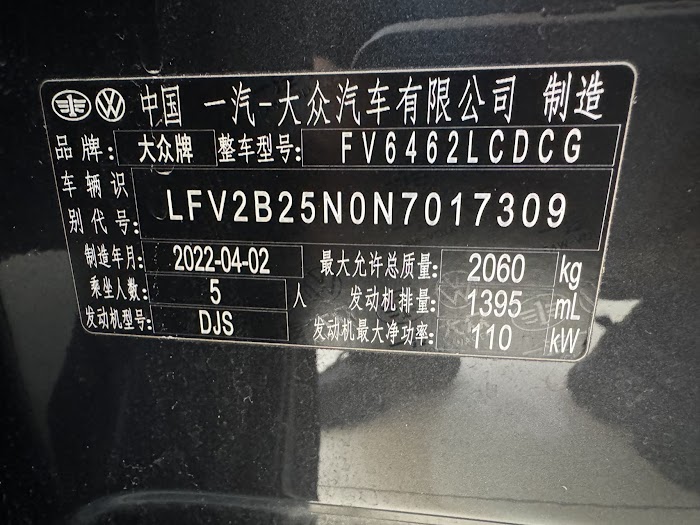 中国 一汽-大众汽车有限公司 制造
品牌: 大众牌 整车型号: FV6462LCDCG
车辆识别代号: LFV2B25N0N7017309
制造年月: 2022-04-02 最大允许总质量: 2060 kg
乘坐人数: 5 人 发动机排量: 1395 mL
发动机型号: DJS 发动机最大净功率: 110 kW